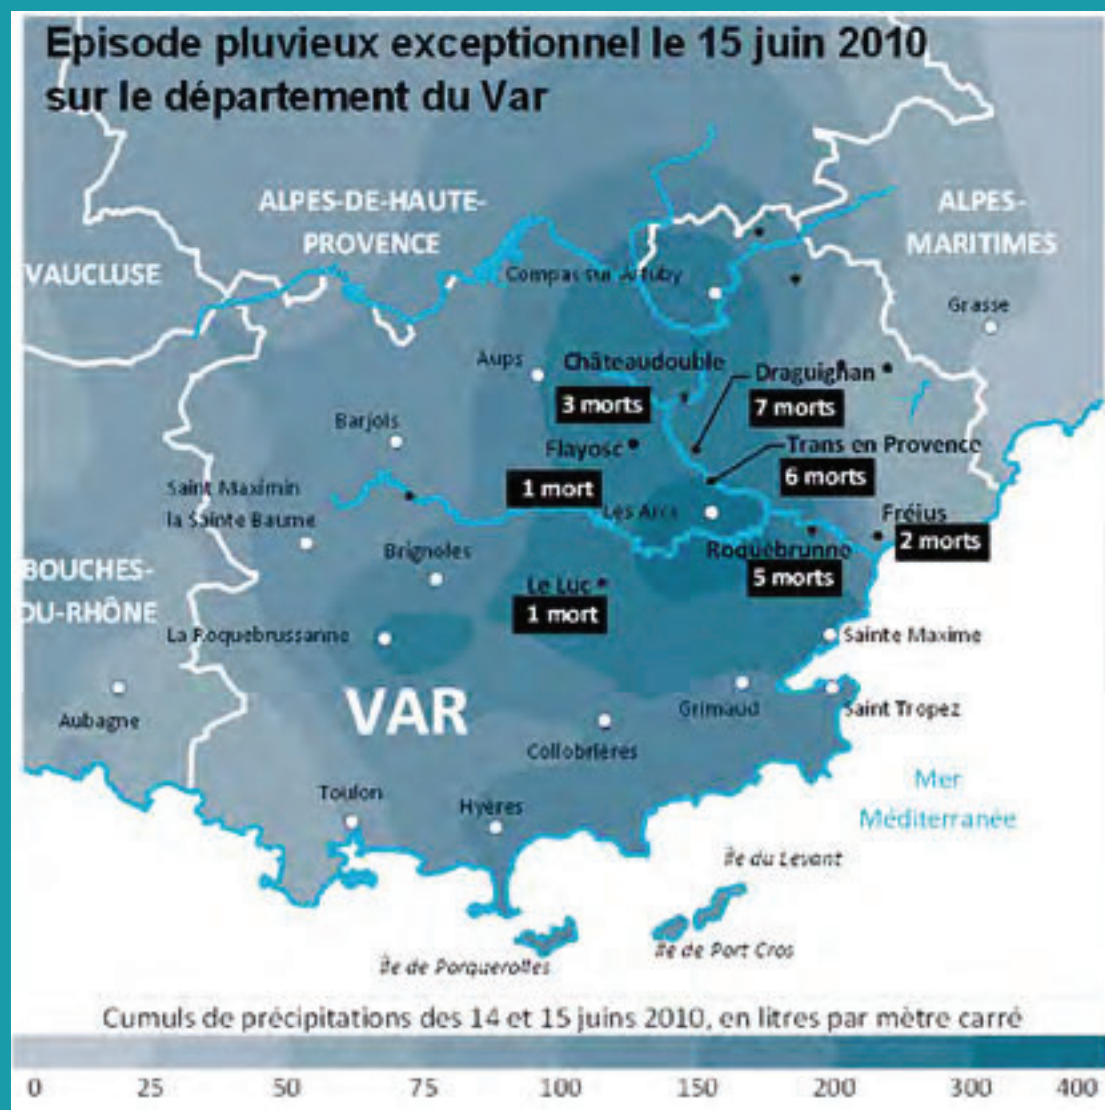 Episode pluvieux exceptionnel le 15 juin 2010
sur le département du Var
ALPES-DE-HAUTE-
PROVENCE
ALPES-
MARITIMES
VAUCLUSE
Compas sur Artuby
Grasse
Aups
Châteaudouble
3 morts
Draguignan
7 morts
Barjols
Flayosc
1 mort
Trans en Provence
6 morts
Saint Maximin
la Sainte Baume
Les Arcs
Fréjus
2 morts
Brignoles
Roquebrunne
5 morts
BOUCHES-
DU-RHÔNE
Le Luc
1 mort
La Roquebrussanne
Sainte Maxime
VAR
Grimaud
Saint Tropez
Aubagne
Collobrières
Toulon
Hyères
Mer
Méditerranée
Île du Levant
Île de Port Cros
Île de Porquerolles
Cumuls de précipitations des 14 et 15 juins 2010, en litres par mètre carré
0 25 50 75 100 150 200 300 400